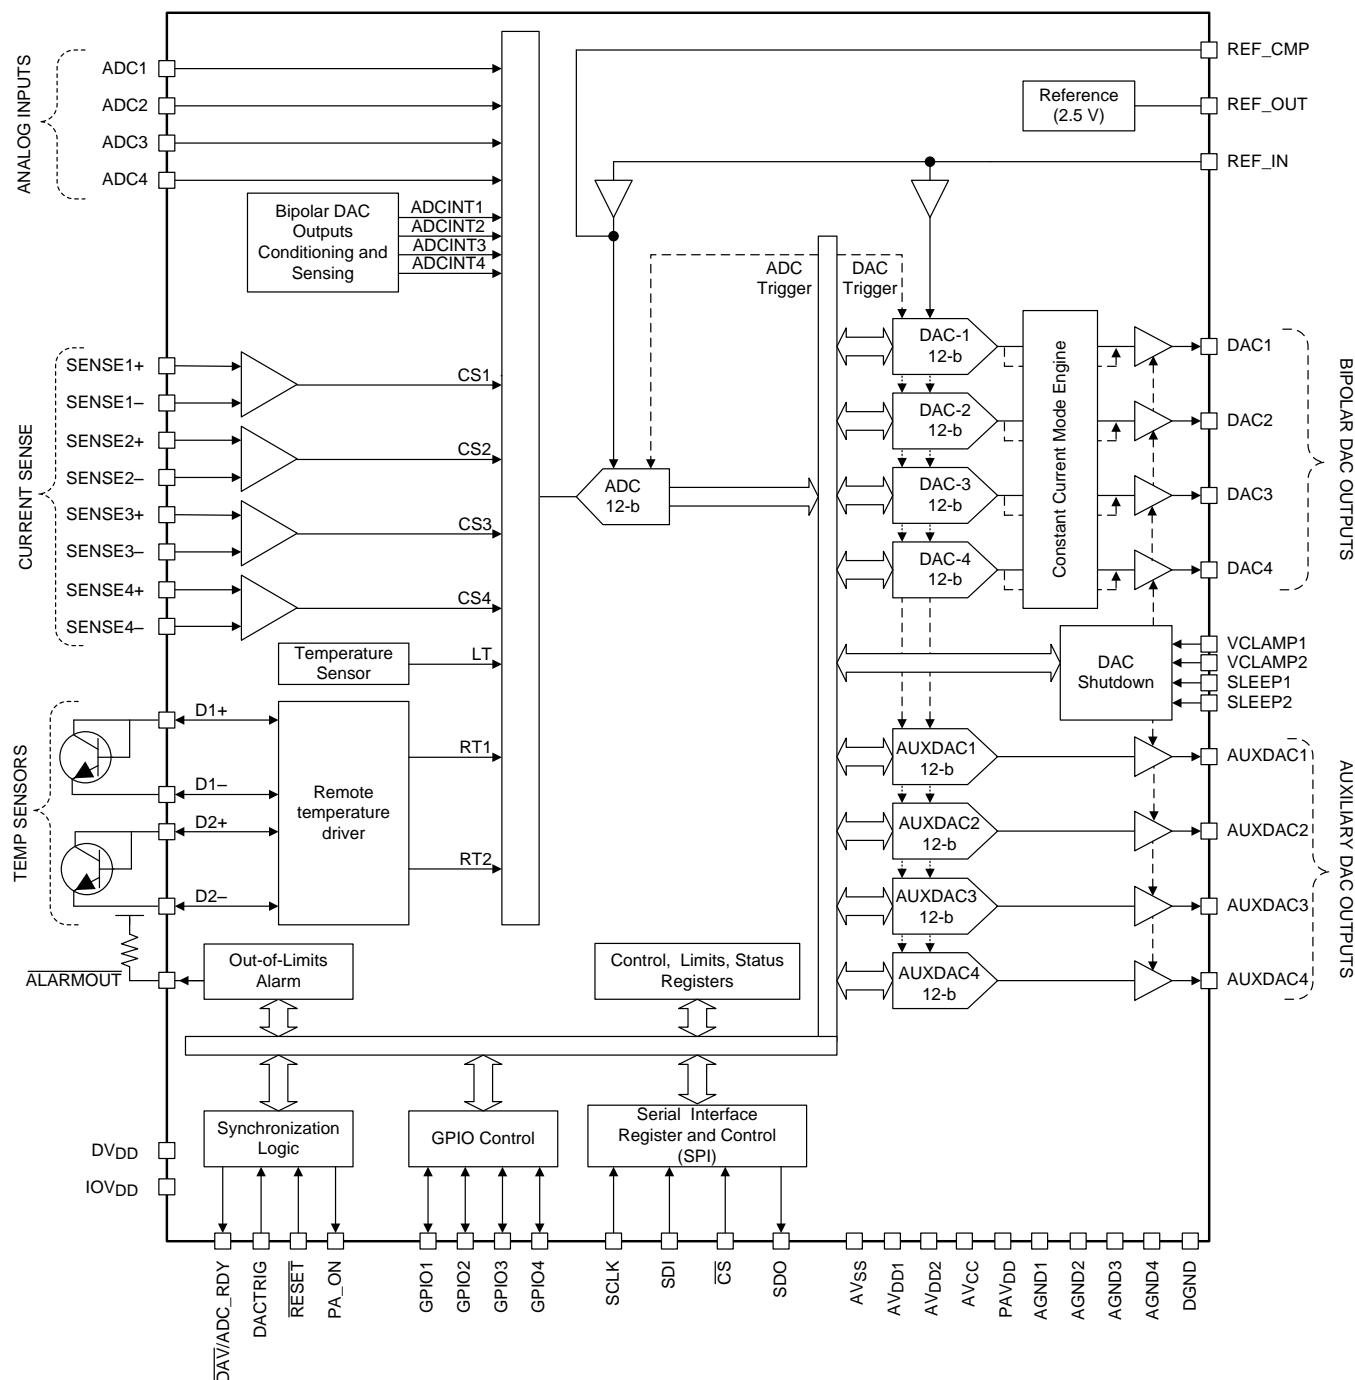 ANALOG INPUTS
ADC1
ADC2
ADC3
ADC4
Bipolar DAC
Outputs
Conditioning and
Sensing
ADCINT1
ADCINT2
ADCINT3
ADCINT4
REF_CMP
Reference
(2.5 V)
REF_OUT
REF_IN
ADC
Trigger
DAC
Trigger
CURRENT SENSE
SENSE1+
SENSE1–
SENSE2+
SENSE2–
SENSE3+
SENSE3–
SENSE4+
SENSE4–
CS1
CS2
CS3
CS4
ADC
12-b
DAC-1
12-b
DAC-2
12-b
DAC-3
12-b
DAC-4
12-b
Constant Current Mode Engine
DAC1
DAC2
DAC3
DAC4
BIPOLAR DAC OUTPUTS
Temperature
Sensor
LT
DAC
Shutdown
VCLAMP1
VCLAMP2
SLEEP1
SLEEP2
TEMP SENSORS
D1+
D1–
D2+
D2–
Remote
temperature
driver
RT1
RT2
AUXDAC1
12-b
AUXDAC2
12-b
AUXDAC3
12-b
AUXDAC4
12-b
AUXDAC1
AUXDAC2
AUXDAC3
AUXDAC4
AUXILIARY DAC OUTPUTS
ALARMOUT
Out-of-Limits
Alarm
Control, Limits, Status
Registers
Synchronization
Logic
GPIO Control
Serial Interface
Register and Control
(SPI)
DVDD
IOVDD
DAV/ADC_RDY
DACTRIG
RESET
PA_ON
GPIO1
GPIO2
GPIO3
GPIO4
SCLK
SDI
CS
SDO
AVSS
AVDD1
AVDD2
AVCC
PAVDD
AGND1
AGND2
AGND3
AGND4
DGND